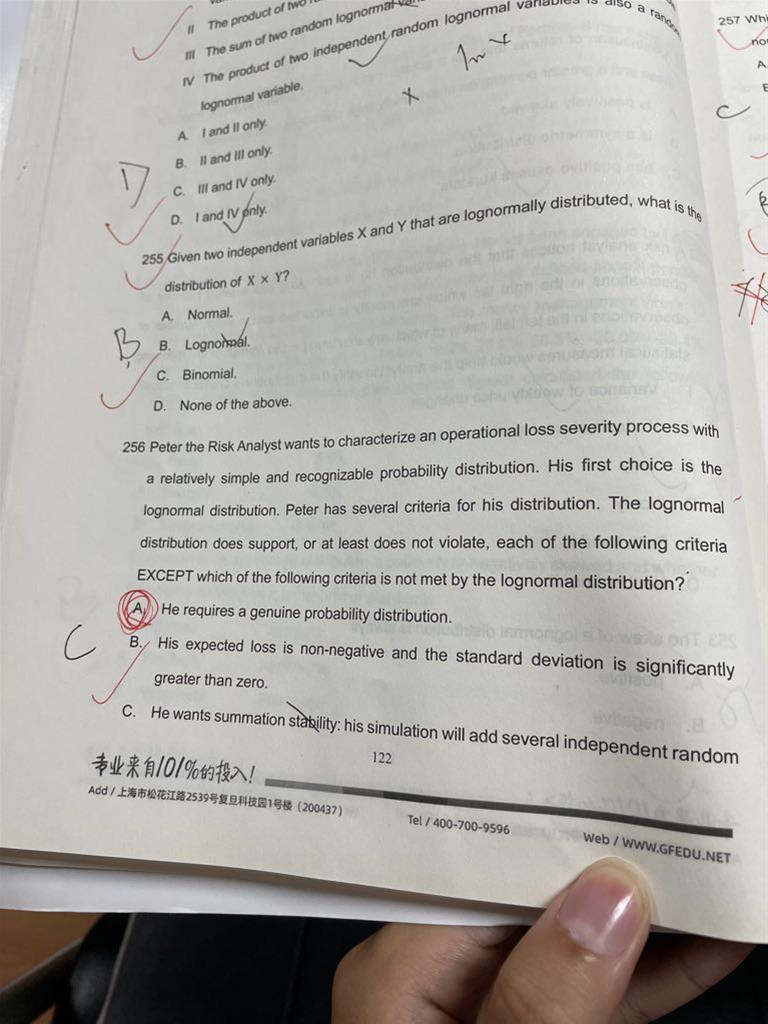 II The product of two
III The sum of two random lognormal
IV The product of two independent random lognormal variables is also a random
lognormal variable.
A. I and II only.
B. II and III only.
C. III and IV only.
D. I and IV only.
D
255 Given two independent variables X and Y that are lognormally distributed, what is the
distribution of X × Y?
A. Normal.
B. Lognormal.
C. Binomial.
D. None of the above.
B
256 Peter the Risk Analyst wants to characterize an operational loss severity process with
a relatively simple and recognizable probability distribution. His first choice is the
lognormal distribution. Peter has several criteria for his distribution. The lognormal
distribution does support, or at least does not violate, each of the following criteria
EXCEPT which of the following criteria is not met by the lognormal distribution?
A. He requires a genuine probability distribution.
B. His expected loss is non-negative and the standard deviation is significantly
greater than zero.
C. He wants summation stability: his simulation will add several independent random
C
122
专业来自101%的投入!
Add / 上海市松花江路2539号复旦科技园1号楼 (200437)
Tel / 400-700-9596
Web / WWW.GFEDU.NET
257 Whi
no
A
C